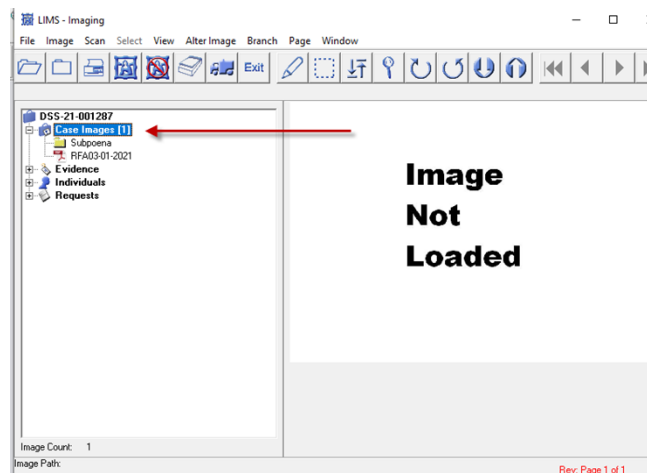 LIMS - Imaging
File Image Scan Select View Alter Image Branch Page Window
Exit
DSS-21-001287
Case Images [1]
Subpoena
RFA03-01-2021
Evidence
Individuals
Requests
Image
Not
Loaded
Image Count: 1
Image Path:
Rev: Page 1 of 1